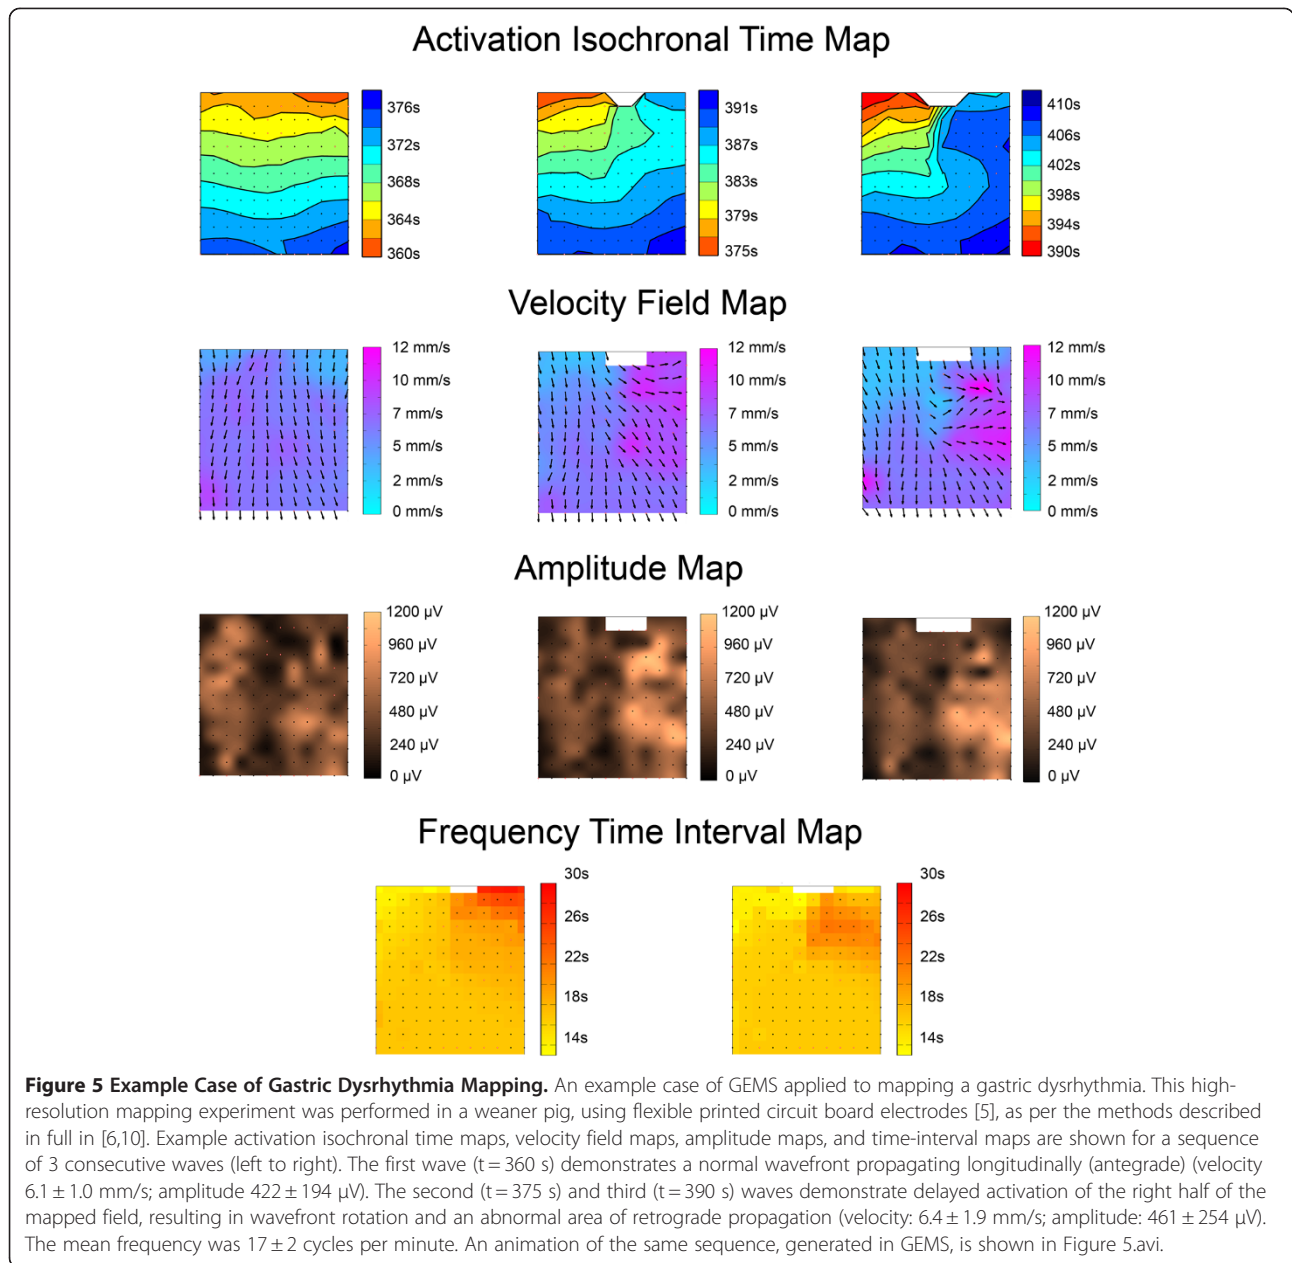 Activation Isochronal Time Map
376s
372s
368s
364s
360s
391s
387s
383s
379s
375s
410s
406s
402s
398s
394s
390s
Velocity Field Map
12 mm/s
10 mm/s
7 mm/s
5 mm/s
2 mm/s
0 mm/s
12 mm/s
10 mm/s
7 mm/s
5 mm/s
2 mm/s
0 mm/s
12 mm/s
10 mm/s
7 mm/s
5 mm/s
2 mm/s
0 mm/s
Amplitude Map
1200 µV
960 µV
720 µV
480 µV
240 µV
0 µV
1200 µV
960 µV
720 µV
480 µV
240 µV
0 µV
1200 µV
960 µV
720 µV
480 µV
240 µV
0 µV
Frequency Time Interval Map
30s
26s
22s
18s
14s
30s
26s
22s
18s
14s
Figure 5 Example Case of Gastric Dysrhythmia Mapping. An example case of GEMS applied to mapping a gastric dysrhythmia. This high-
resolution mapping experiment was performed in a weaner pig, using flexible printed circuit board electrodes [5], as per the methods described
in full in [6,10]. Example activation isochronal time maps, velocity field maps, amplitude maps, and time-interval maps are shown for a sequence
of 3 consecutive waves (left to right). The first wave (t = 360 s) demonstrates a normal wavefront propagating longitudinally (antegrade) (velocity
6.1 ± 1.0 mm/s; amplitude 422 ± 194 µV). The second (t = 375 s) and third (t = 390 s) waves demonstrate delayed activation of the right half of the
mapped field, resulting in wavefront rotation and an abnormal area of retrograde propagation (velocity: 6.4 ± 1.9 mm/s; amplitude: 461 ± 254 µV).
The mean frequency was 17 ± 2 cycles per minute. An animation of the same sequence, generated in GEMS, is shown in Figure 5.avi.